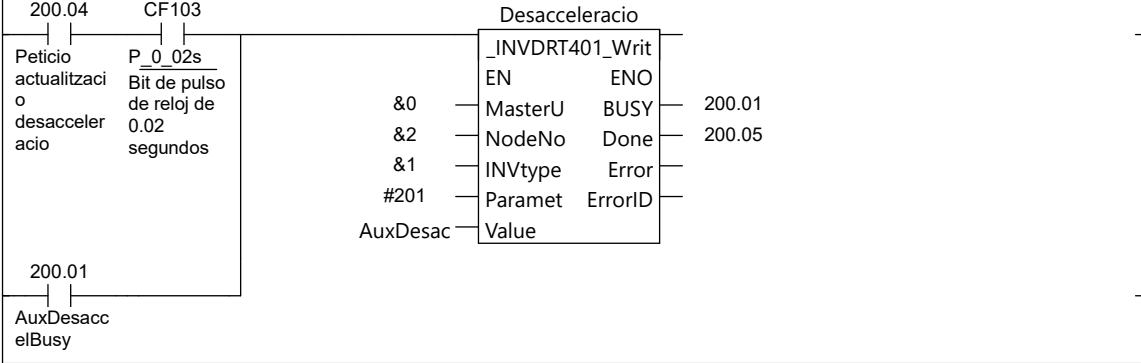 200.04 CF103
Desacceleracio
Peticio
actualitzaci
o
desacceler
acio
P_0_02s
Bit de pulso
de reloj de
0.02
segundos
_INVDRT401_Writ
EN ENO
&0 MasterU BUSY 200.01
&2 NodeNo Done 200.05
&1 INVtype Error
#201 Paramet ErrorID
AuxDesac Value
200.01
AuxDesacc
elBusy